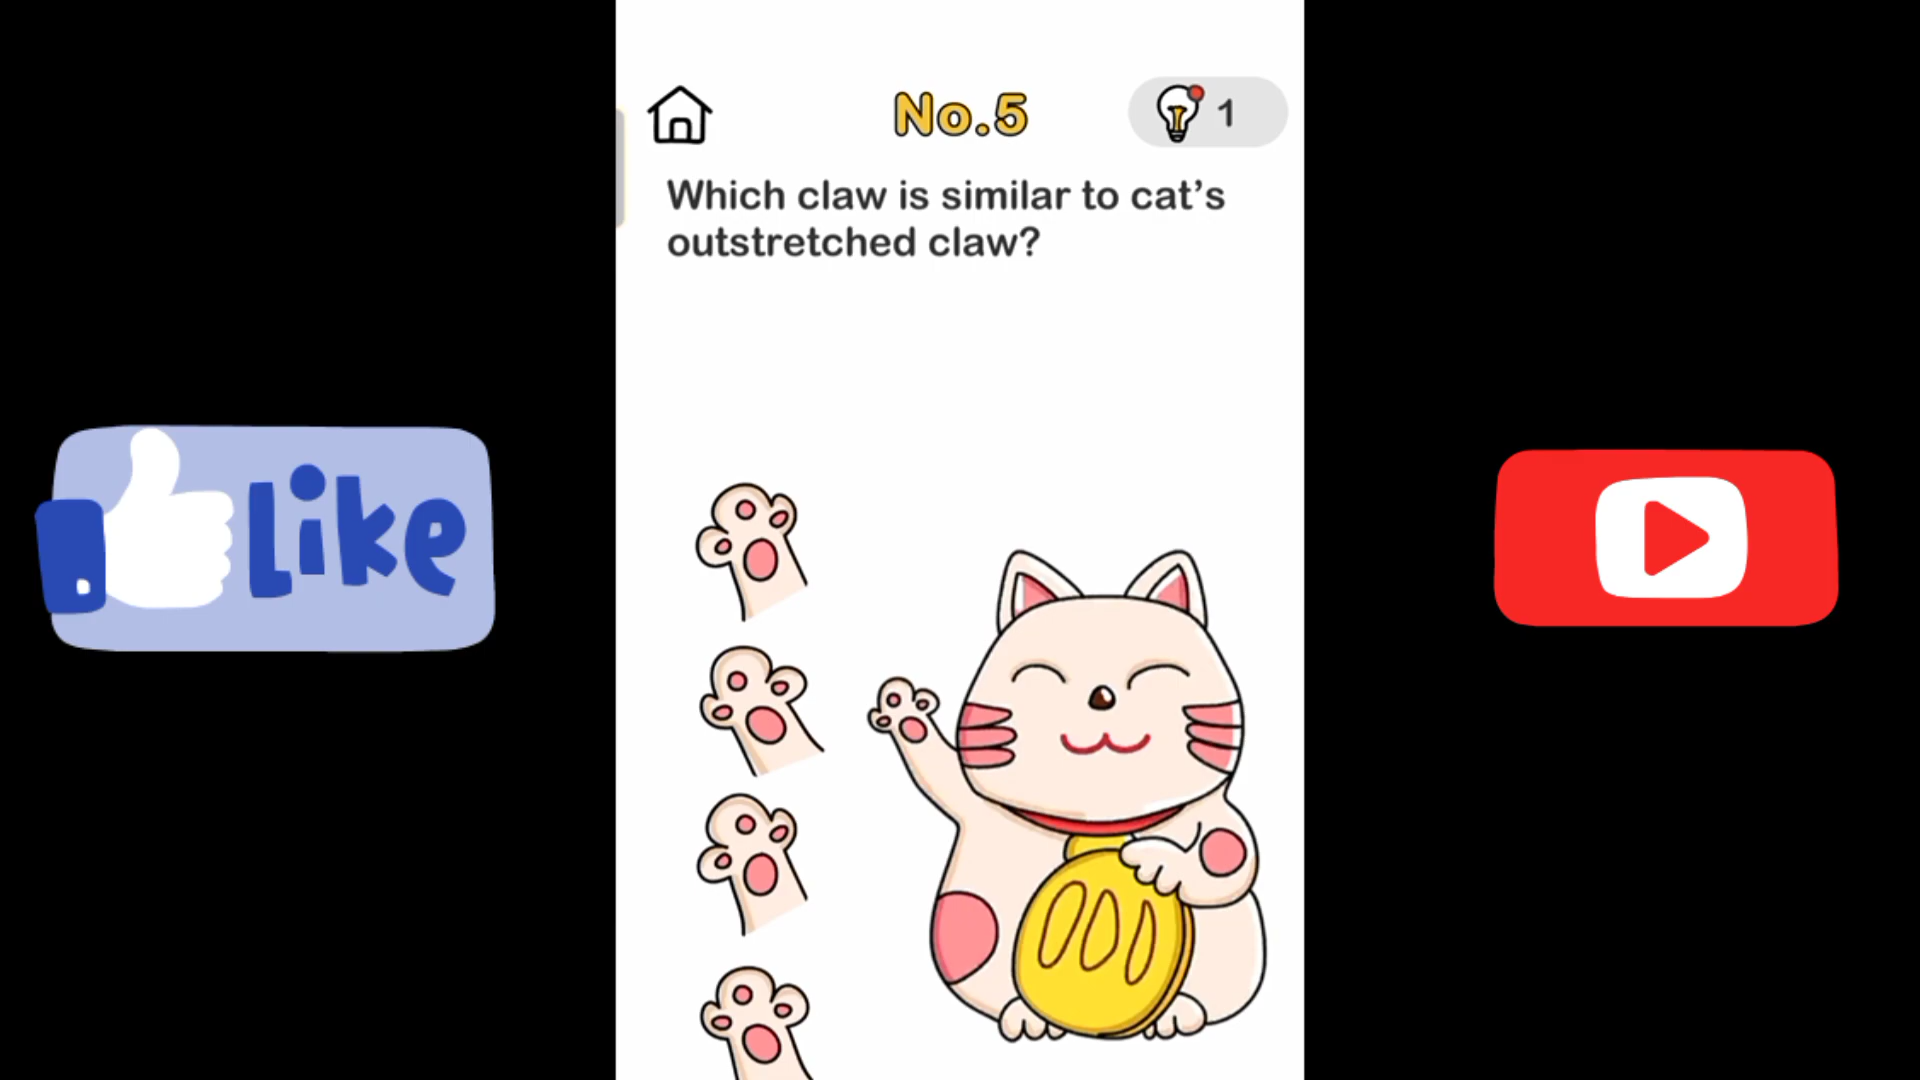 No.5
1
Which claw is similar to cat’s
outstretched claw?
Like